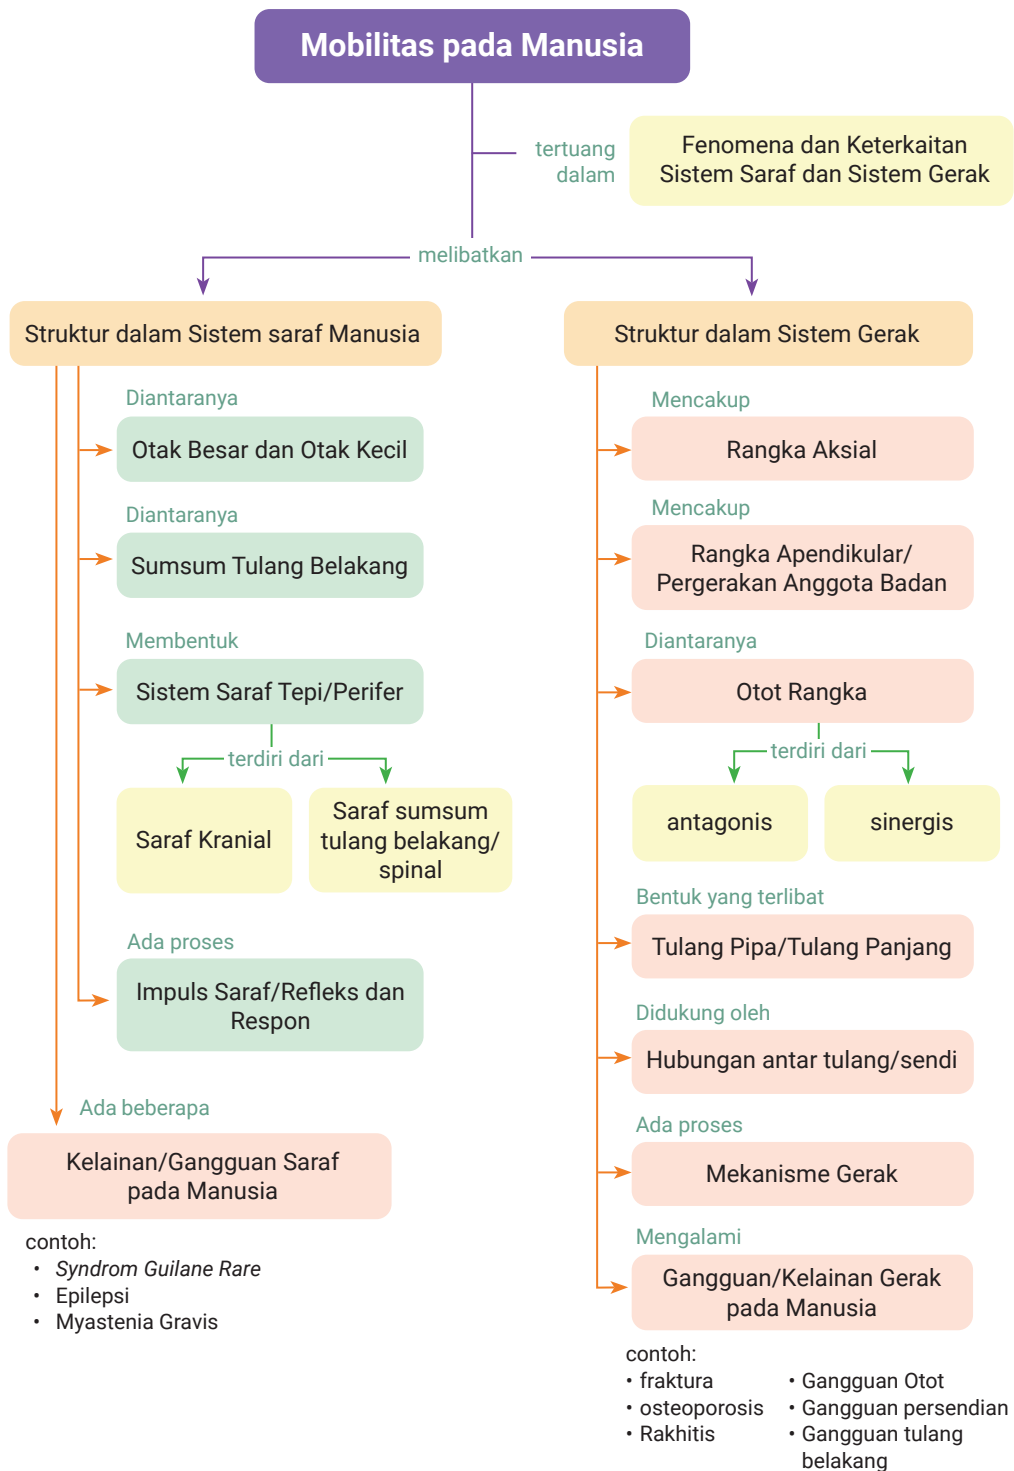 Mobilitas pada Manusia
tertuang
dalam
Fenomena dan Keterkaitan
Sistem Saraf dan Sistem Gerak
melibatkan
Struktur dalam Sistem saraf Manusia
Diantaranya
Otak Besar dan Otak Kecil
Diantaranya
Sumsum Tulang Belakang
Membentuk
Sistem Saraf Tepi/Perifer
terdiri dari
Saraf Kranial
Saraf sumsum
tulang belakang/
spinal
Ada proses
Impuls Saraf/Refleks dan
Respon
Ada beberapa
Kelainan/Gangguan Saraf
pada Manusia
contoh:
• Syndrom Guilane Rare
• Epilepsi
• Myastenia Gravis
Struktur dalam Sistem Gerak
Mencakup
Rangka Aksial
Mencakup
Rangka Apendikular/
Pergerakan Anggota Badan
Diantaranya
Otot Rangka
terdiri dari
antagonis
sinergis
Bentuk yang terlibat
Tulang Pipa/Tulang Panjang
Didukung oleh
Hubungan antar tulang/sendi
Ada proses
Mekanisme Gerak
Mengalami
Gangguan/Kelainan Gerak
pada Manusia
contoh:
• fraktura
• osteoporosis
• Rakhitis
• Gangguan Otot
• Gangguan persendian
• Gangguan tulang
belakang